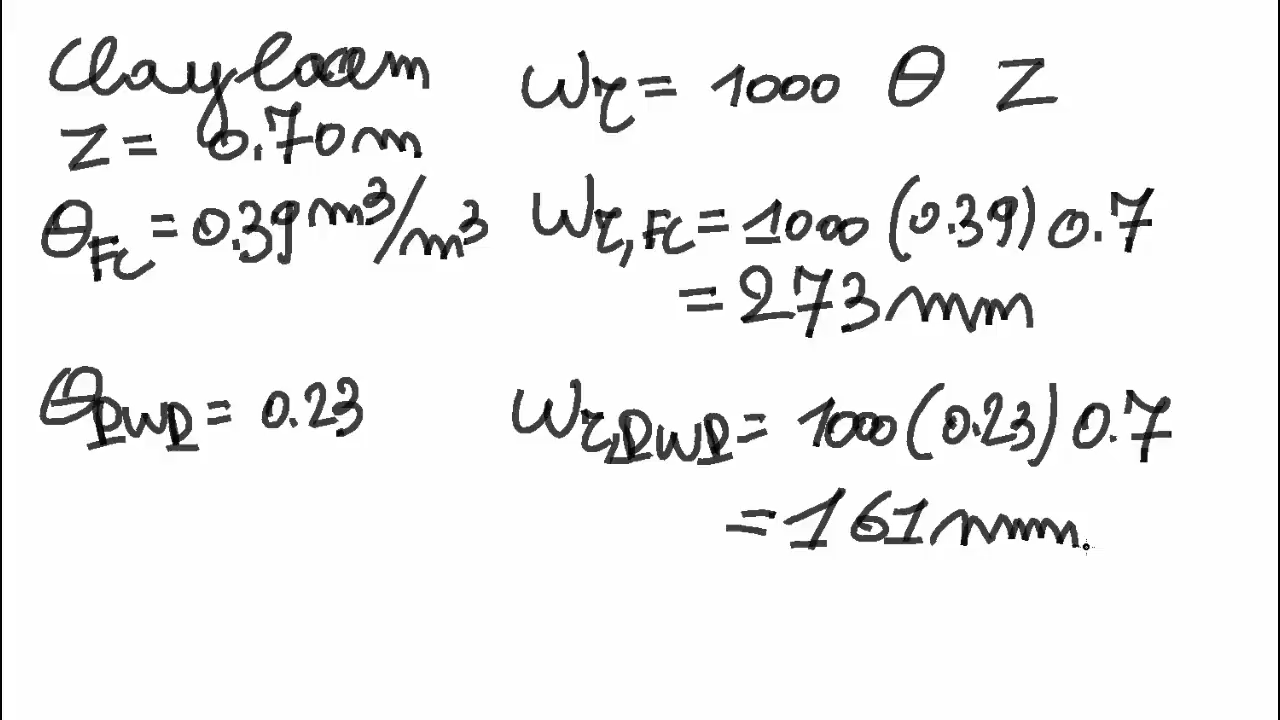 Clay loam
Wr = 1000 θ Z
Z = 0.70m
θFC = 0.39 m³/m³
Wr,FC = 1000 (0.39) 0.7
= 273 mm
θPWP = 0.23
Wr,PWP = 1000 (0.23) 0.7
= 161 mm.